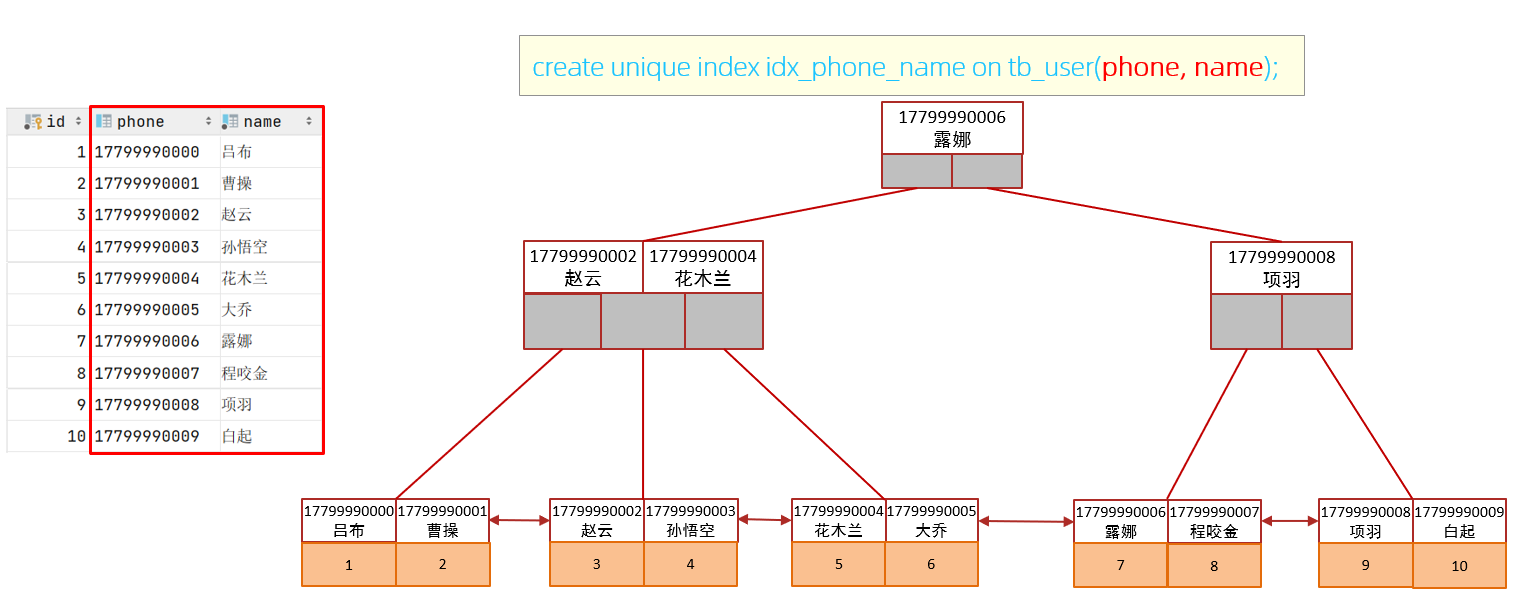 create unique index idx_phone_name on tb_user(phone, name);
id phone name
1 17799990000 吕布
2 17799990001 曹操
3 17799990002 赵云
4 17799990003 孙悟空
5 17799990004 花木兰
6 17799990005 大乔
7 17799990006 露娜
8 17799990007 程咬金
9 17799990008 项羽
10 17799990009 白起
17799990006
露娜
17799990002 17799990004
赵云 花木兰
17799990008
项羽
17799990000 17799990001
吕布 曹操
1 2
17799990002 17799990003
赵云 孙悟空
3 4
17799990004 17799990005
花木兰 大乔
5 6
17799990006 17799990007
露娜 程咬金
7 8
17799990008 17799990009
项羽 白起
9 10